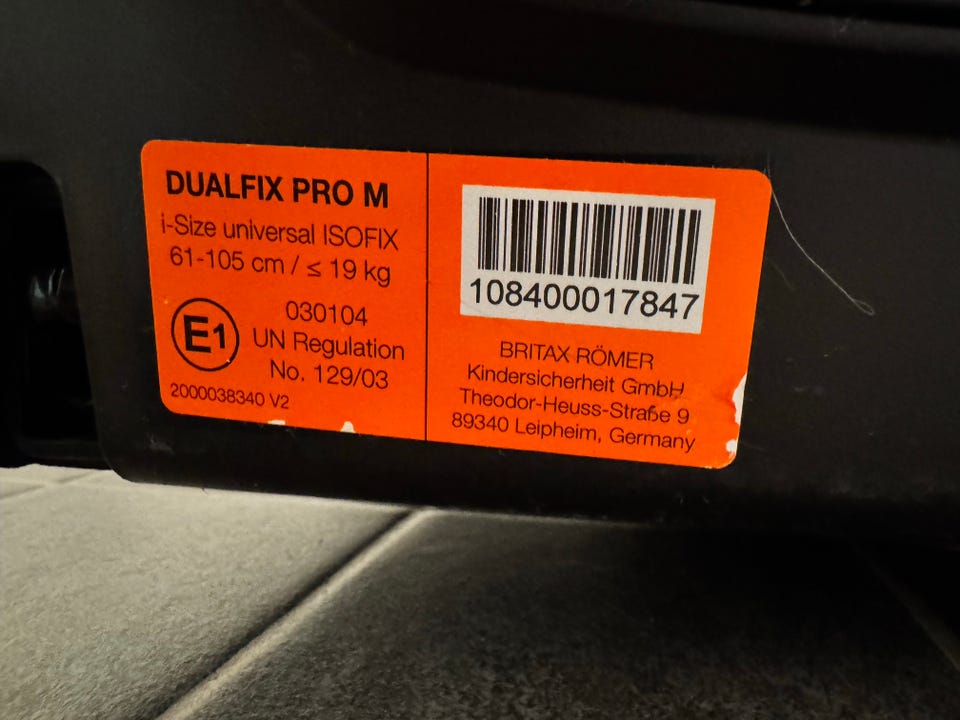 DUALFIX PRO M
i-Size universal ISOFIX
61-105 cm / ≤ 19 kg
E1
030104
UN Regulation
No. 129/03
2000038340 V2
108400017847
BRITAX RÖMER
Kindersicherheit GmbH
Theodor-Heuss-Straße 9
89340 Leipheim, Germany